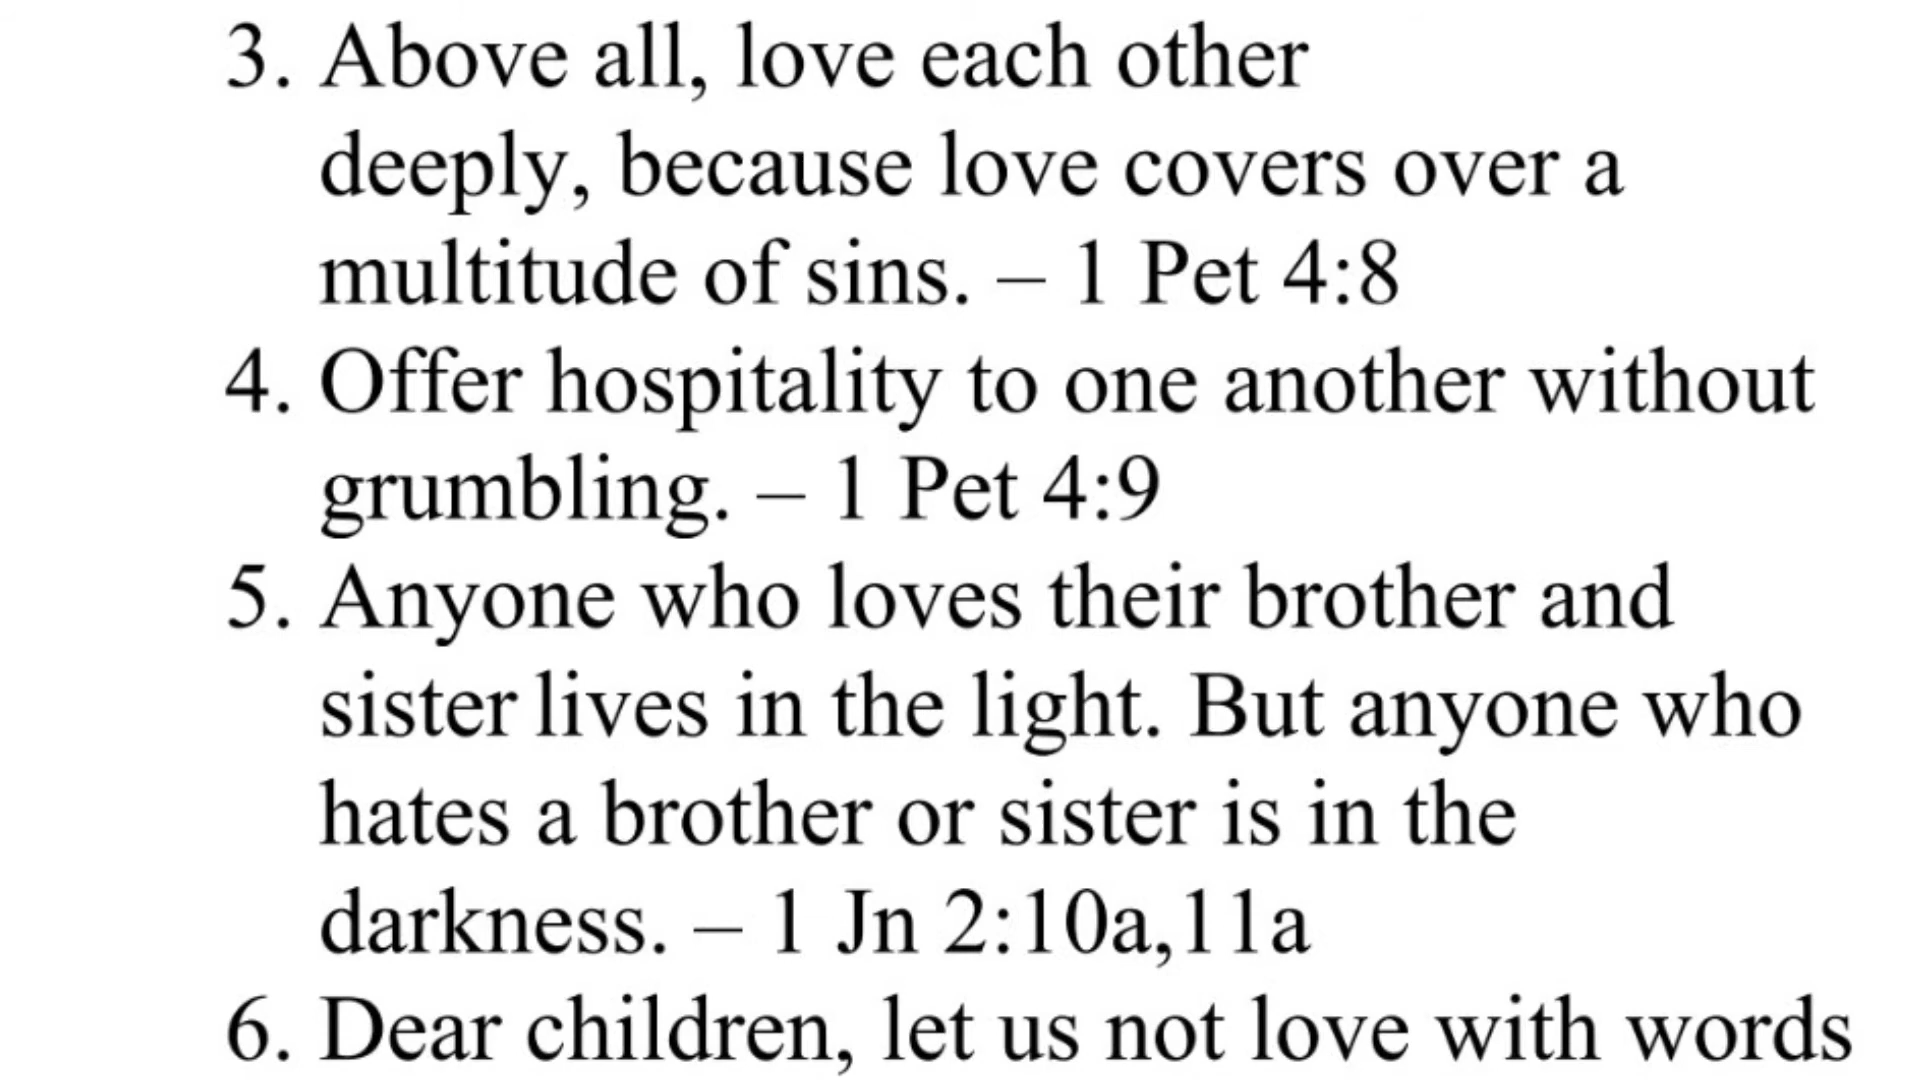 3. Above all, love each other
deeply, because love covers over a
multitude of sins. – 1 Pet 4:8
4. Offer hospitality to one another without
grumbling. – 1 Pet 4:9
5. Anyone who loves their brother and
sister lives in the light. But anyone who
hates a brother or sister is in the
darkness. – 1 Jn 2:10a,11a
6. Dear children, let us not love with words